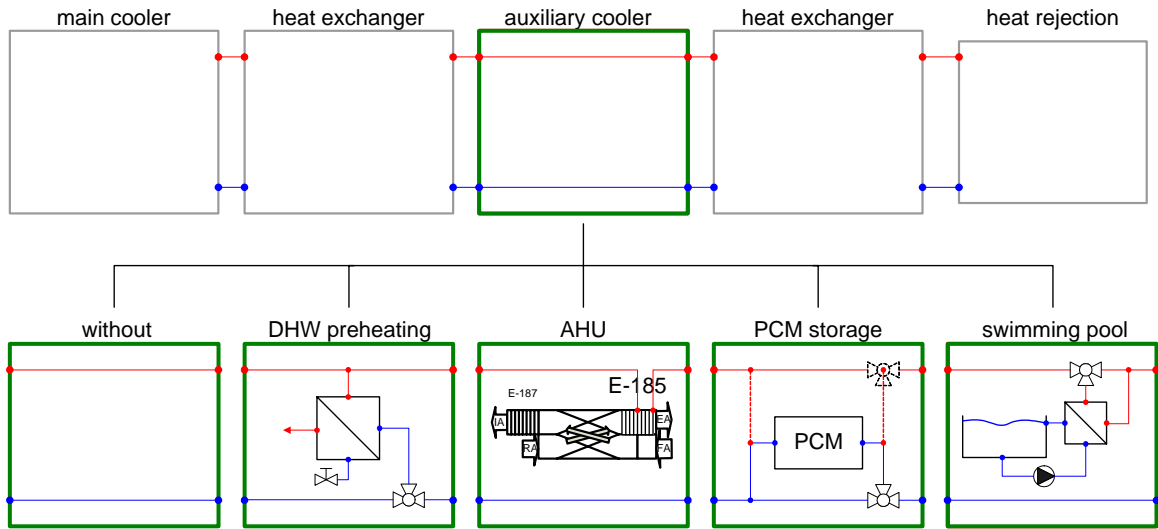 main cooler
heat exchanger
auxiliary cooler
heat exchanger
heat rejection
without
DHW preheating
AHU
PCM storage
swimming pool
E-187
E-185
IA
EA
RA
FA
PCM